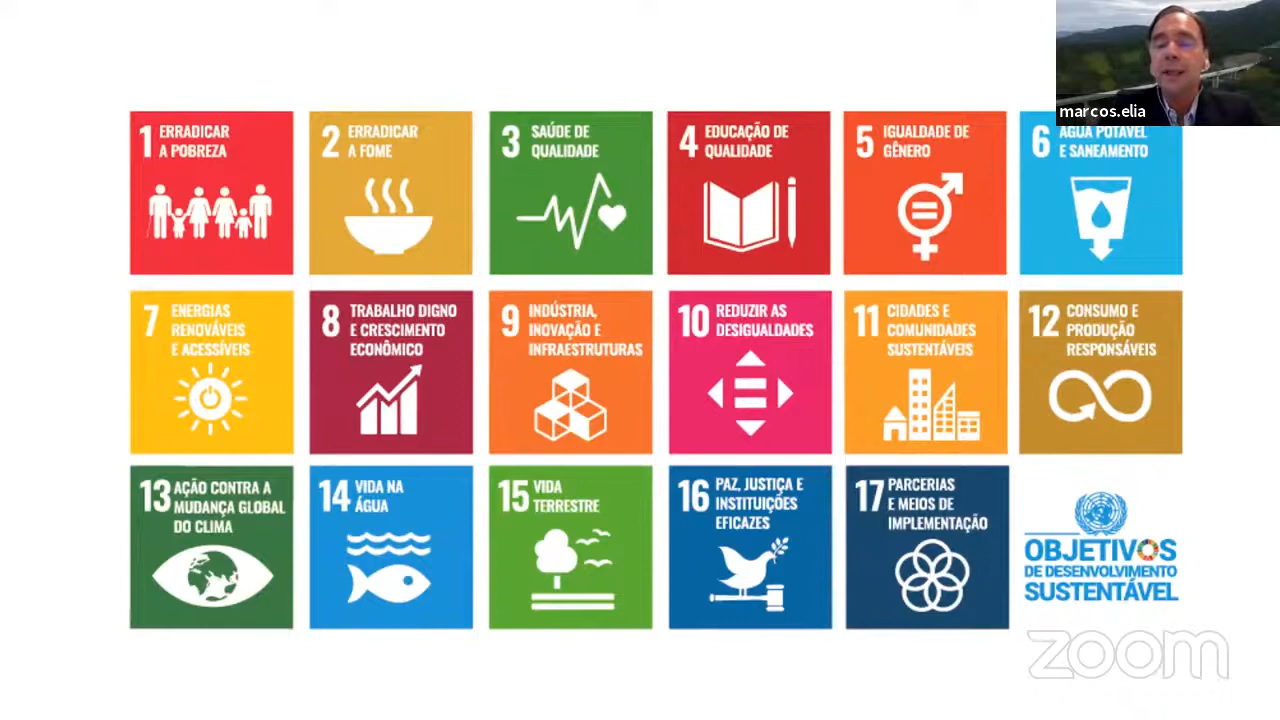 marcos.elia
1 ERRADICAR
A POBREZA
2 ERRADICAR
A FOME
3 SAÚDE DE
QUALIDADE
4 EDUCAÇÃO DE
QUALIDADE
5 IGUALDADE DE
GÊNERO
6 ÁGUA POTÁVEL
E SANEAMENTO
7 ENERGIAS
RENOVÁVEIS
E ACESSÍVEIS
8 TRABALHO DIGNO
E CRESCIMENTO
ECONÔMICO
9 INDÚSTRIA,
INOVAÇÃO E
INFRAESTRUTURAS
10 REDUZIR AS
DESIGUALDADES
11 CIDADES E
COMUNIDADES
SUSTENTÁVEIS
12 CONSUMO E
PRODUÇÃO
RESPONSÁVEIS
13 AÇÃO CONTRA A
MUDANÇA GLOBAL
DO CLIMA
14 VIDA NA
ÁGUA
15 VIDA
TERRESTRE
16 PAZ, JUSTIÇA E
INSTITUIÇÕES
EFICAZES
17 PARCERIAS
E MEIOS DE
IMPLEMENTAÇÃO
OBJETIVOS
DE DESENVOLVIMENTO
SUSTENTÁVEL
zoom